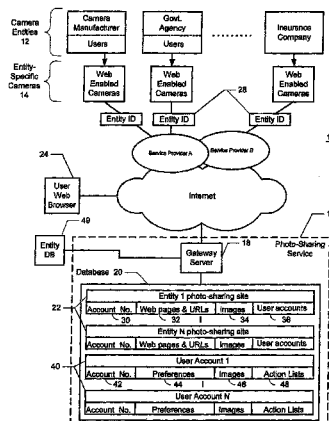 Camera Entities 12
Camera Manufacturer
Users
Govt. Agency
Users
Insurance Company
Entity-Specific Cameras 14
Web Enabled Cameras
Web Enabled Cameras
Web Enabled Cameras
28
Entity ID
Entity ID
Entity ID
Service Provider A
Service Provider B
24
User Web Browser
Internet
49
Entity DB
18
Gateway Server
Photo-Sharing Service
Database 20
22
Entity 1 photo-sharing site
Account No. Web pages & URLs Images User accounts
30 32 34 36
Entity N photo-sharing site
Account No. Web pages & URLs Images User accounts
40
User Account 1
Account No. Preferences Images Action Lists
42 44 46 48
User Account N
Account No. Preferences Images Action Lists